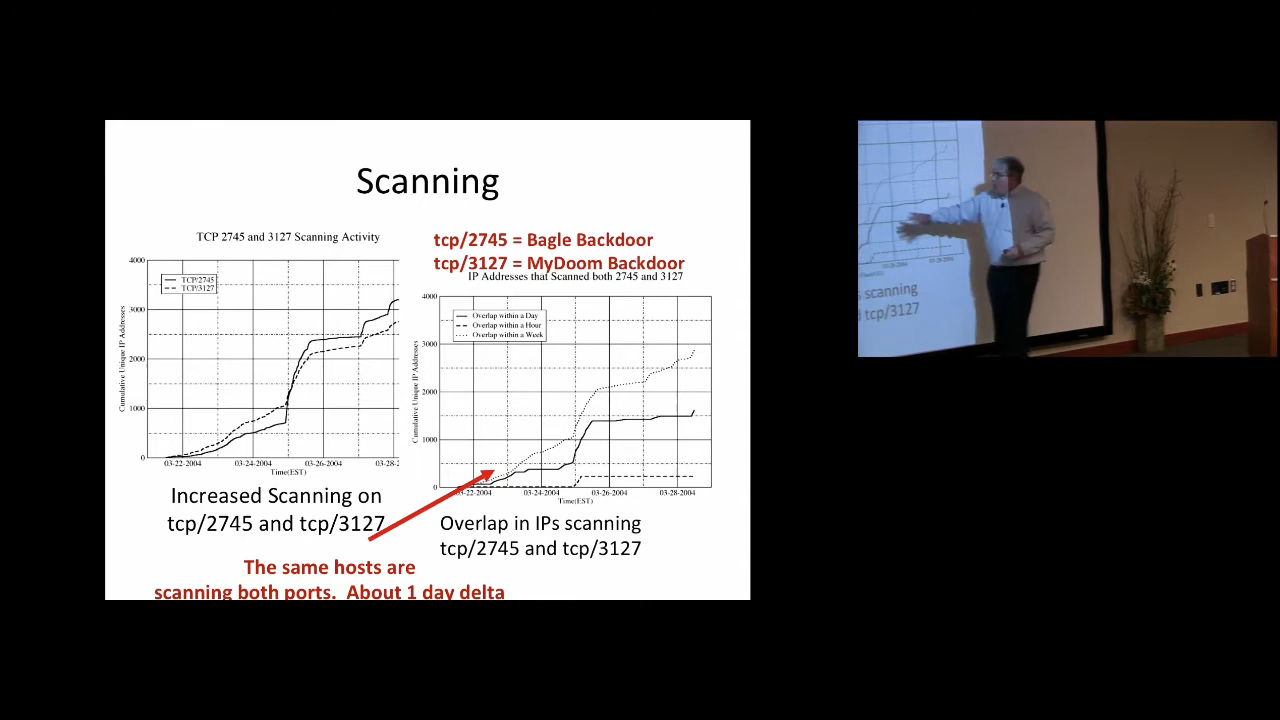 Scanning
TCP 2745 and 3127 Scanning Activity
4000
3000
2000
1000
0
TCP/2745
TCP/3127
Cumulative Unique IP Addresses
03-22-2004
03-24-2004
03-26-2004
03-28-2
Time(EST)
Increased Scanning on
tcp/2745 and tcp/3127
tcp/2745 = Bagle Backdoor
tcp/3127 = MyDoom Backdoor
IP Addresses that Scanned both 2745 and 3127
4000
3000
2000
1000
0
Overlap within a Day
Overlap within a Hour
Overlap within a Week
Cumulative Unique IP Addresses
03-22-2004
03-24-2004
03-26-2004
03-28-2004
Time(EST)
Overlap in IPs scanning
tcp/2745 and tcp/3127
The same hosts are
scanning both ports. About 1 day delta
scanning
tcp/3127